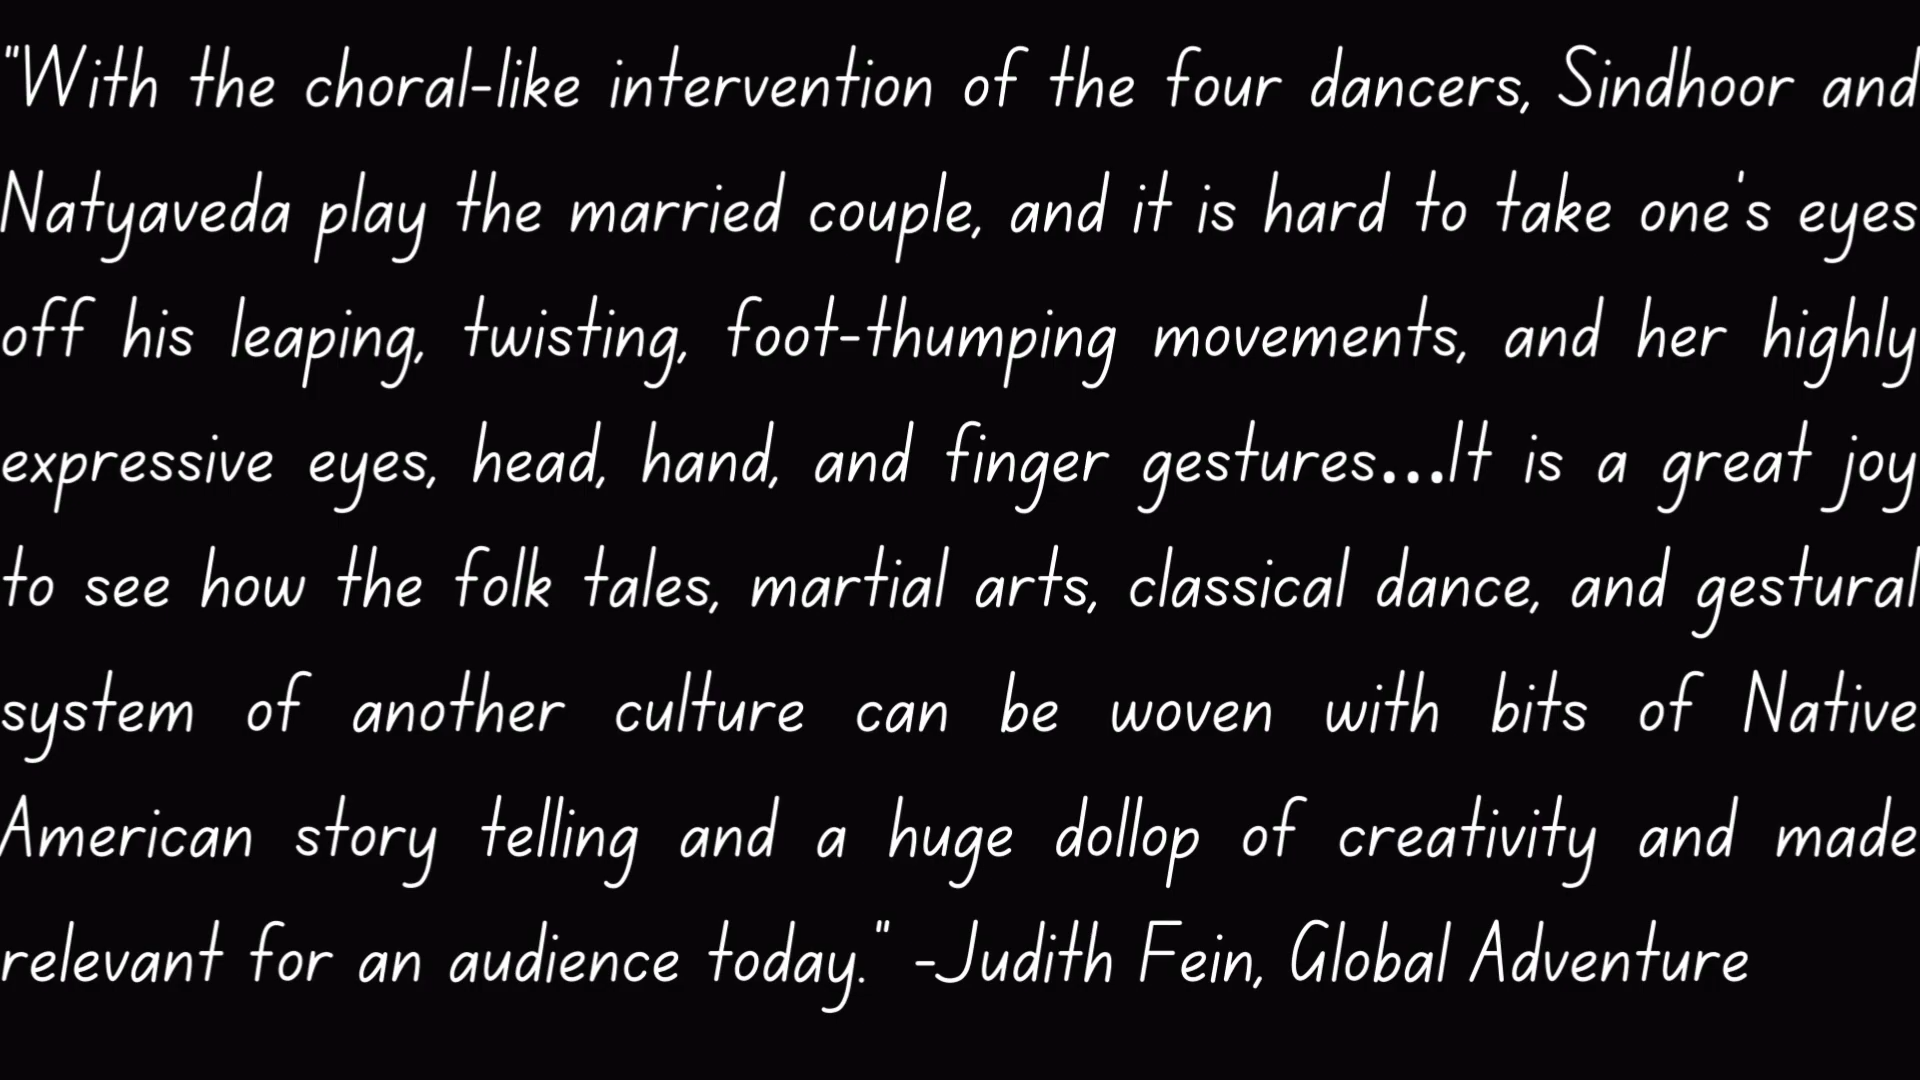 "With the choral-like intervention of the four dancers, Sindhoor and
Natyaveda play the married couple, and it is hard to take one's eyes
off his leaping, twisting, foot-thumping movements, and her highly
expressive eyes, head, hand, and finger gestures...It is a great joy
to see how the folk tales, martial arts, classical dance, and gestural
system of another culture can be woven with bits of Native
American story telling and a huge dollop of creativity and made
relevant for an audience today." -Judith Fein, Global Adventure